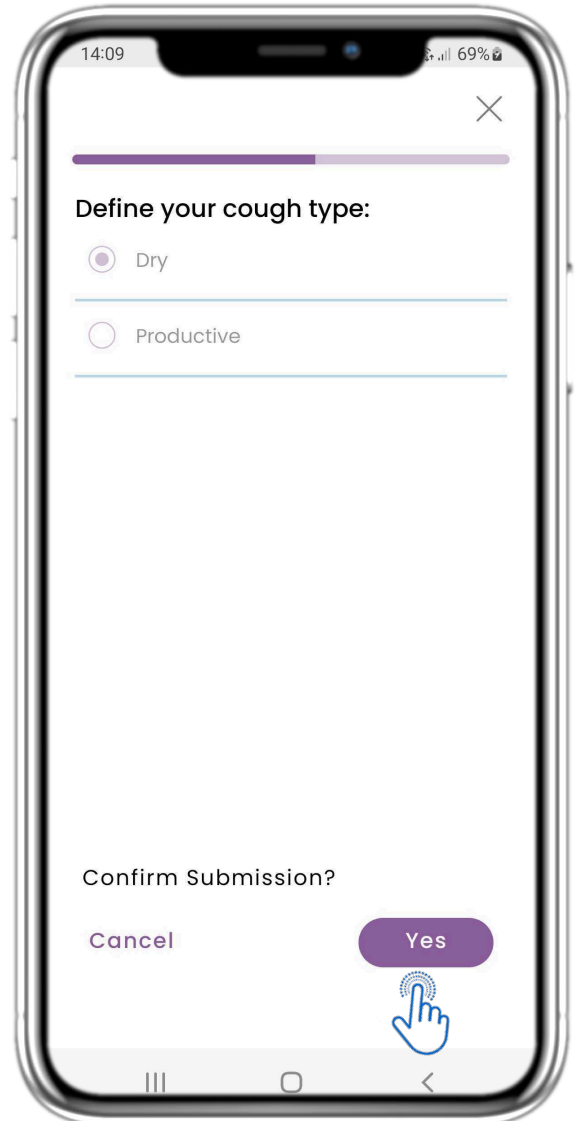 14:09
69%
Define your cough type:
Dry
Productive
Confirm Submission?
Cancel
Yes